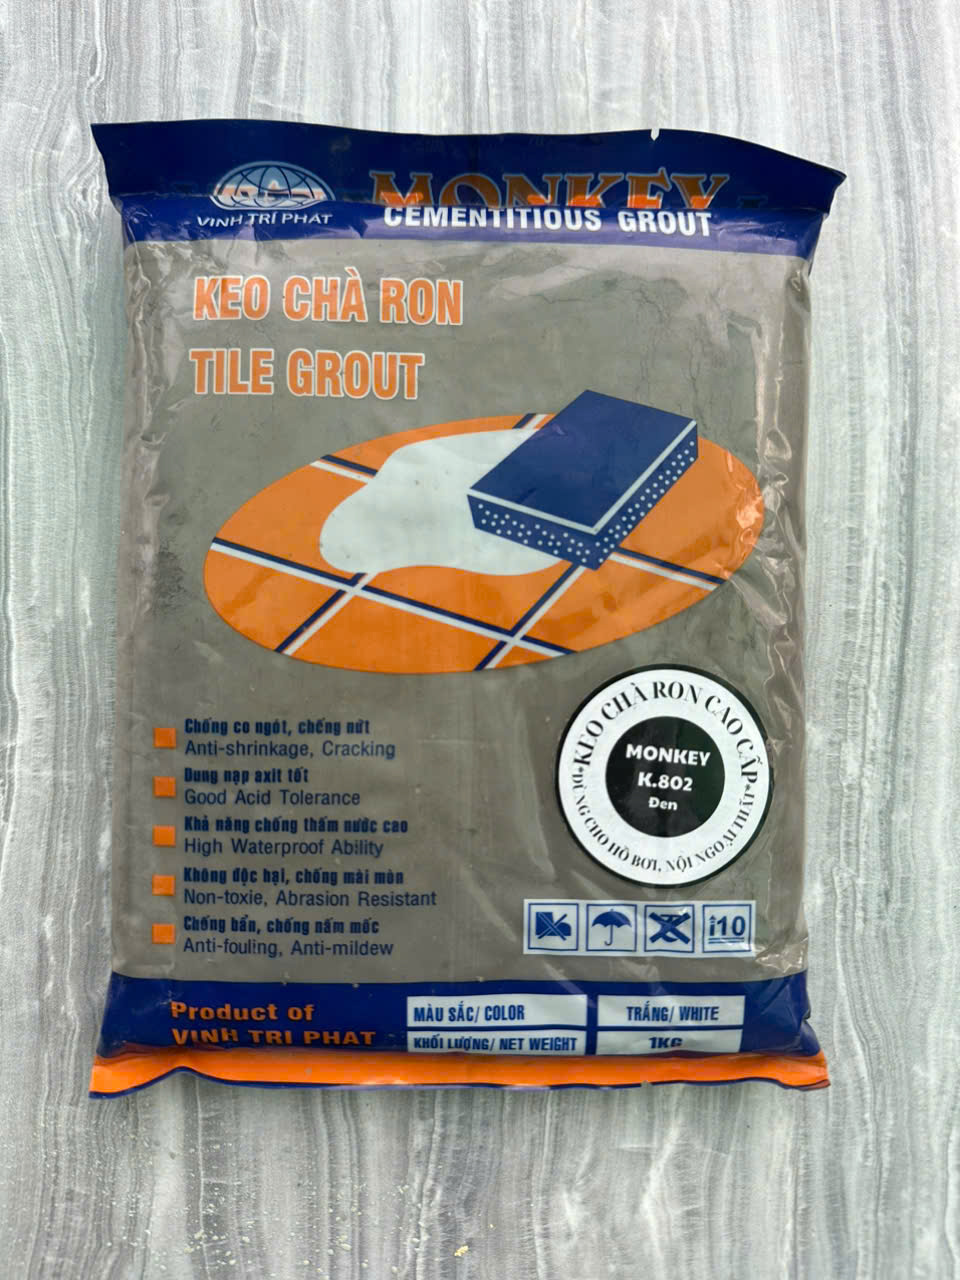 VINH TRÍ PHÁT
MONKEY
CEMENTITIOUS GROUT
KEO CHÀ RON
TILE GROUT
Chống co ngót, chống nứt
Anti-shrinkage, Cracking
Dung nạp axit tốt
Good Acid Tolerance
Khả năng chống thấm nước cao
High Waterproof Ability
Không độc hại, chống mài mòn
Non-toxie, Abrasion Resistant
Chống bẩn, chống nấm mốc
Anti-fouling, Anti-mildew
KEO CHÀ RON CAO CẤP
MONKEY
K.802
Đen
DÙNG CHO HỒ BƠI, NỘI NGOẠI THẤT
10
Product of
VINH TRI PHAT
MÀU SẮC/ COLOR
TRẮNG/ WHITE
KHỐI LƯỢNG/ NET WEIGHT
1KG